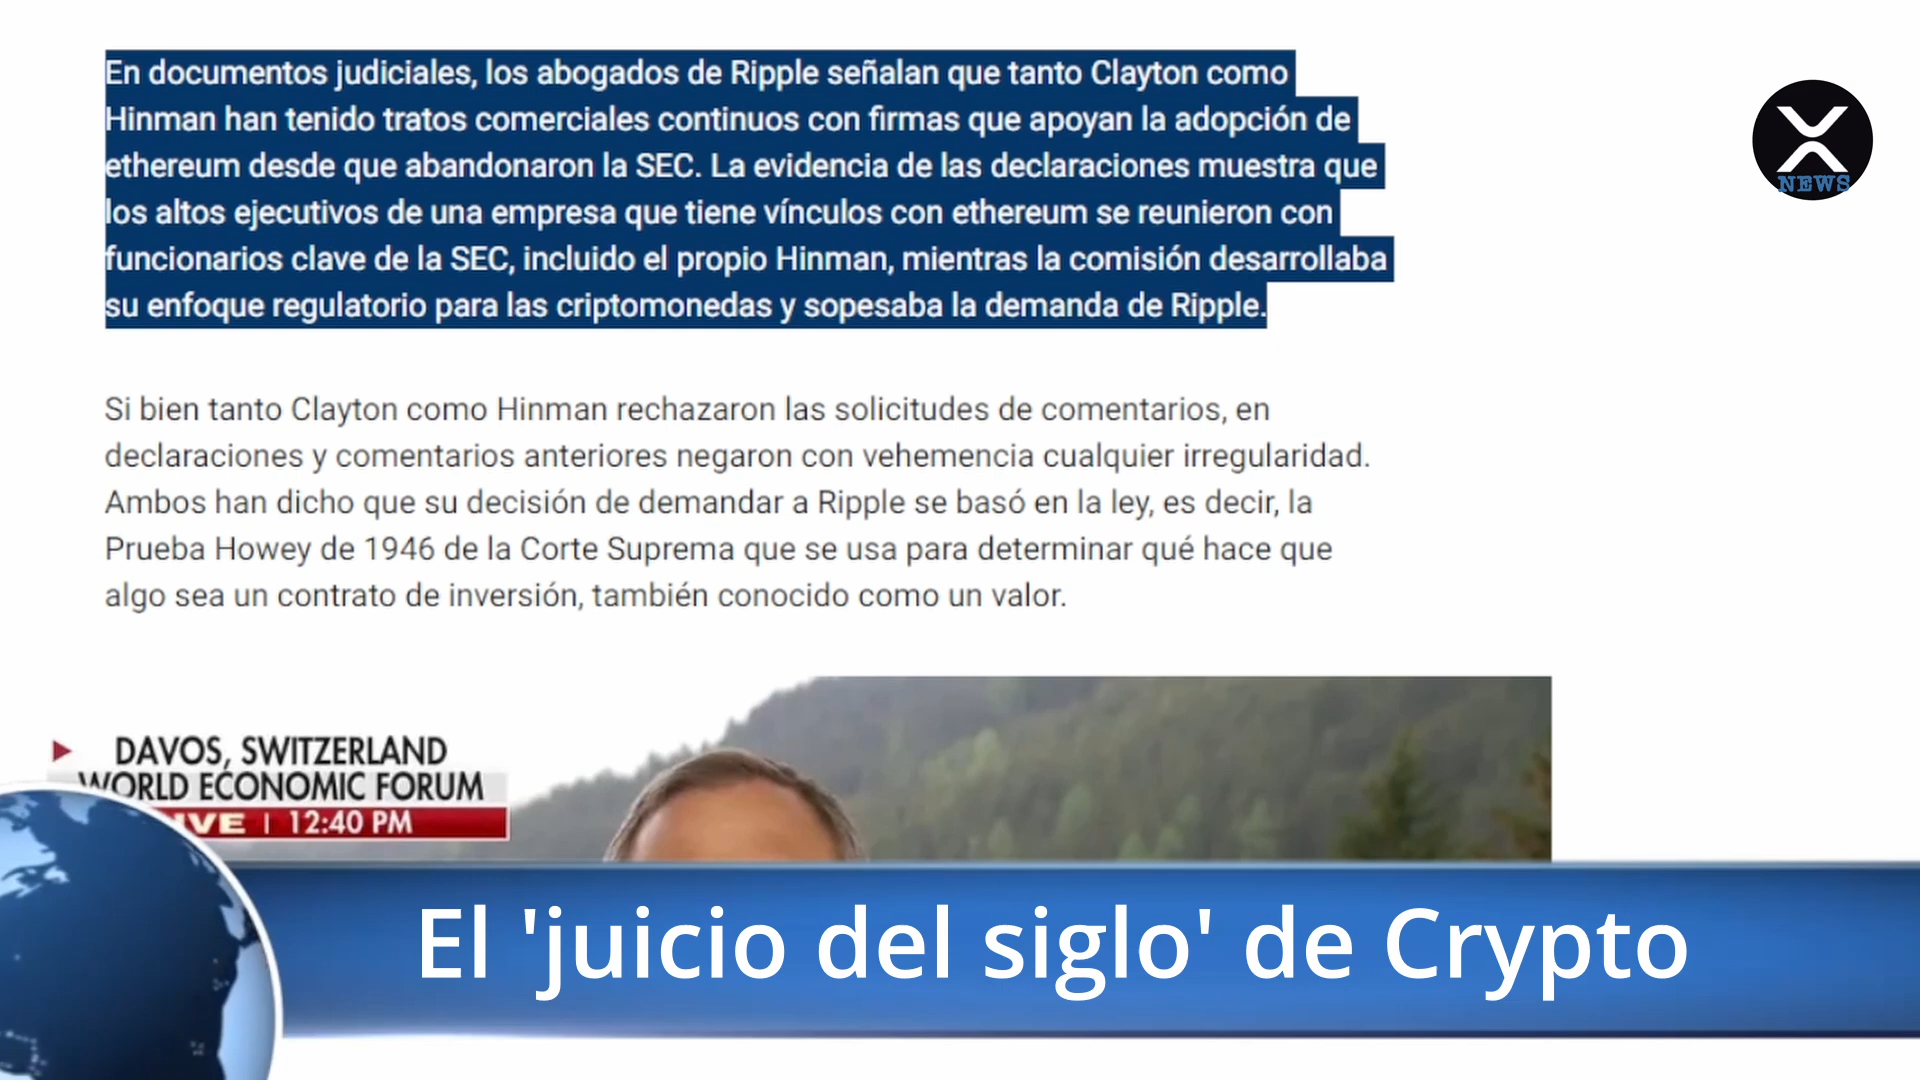 En documentos judiciales, los abogados de Ripple señalan que tanto Clayton como
Hinman han tenido tratos comerciales continuos con firmas que apoyan la adopción de
ethereum desde que abandonaron la SEC. La evidencia de las declaraciones muestra que
los altos ejecutivos de una empresa que tiene vínculos con ethereum se reunieron con
funcionarios clave de la SEC, incluido el propio Hinman, mientras la comisión desarrollaba
su enfoque regulatorio para las criptomonedas y sopesaba la demanda de Ripple.
NEWS
Si bien tanto Clayton como Hinman rechazaron las solicitudes de comentarios, en
declaraciones y comentarios anteriores negaron con vehemencia cualquier irregularidad.
Ambos han dicho que su decisión de demandar a Ripple se basó en la ley, es decir, la
Prueba Howey de 1946 de la Corte Suprema que se usa para determinar qué hace que
algo sea un contrato de inversión, también conocido como un valor.
DAVOS, SWITZERLAND
WORLD ECONOMIC FORUM
IVE | 12:40 PM
El 'juicio del siglo' de Crypto